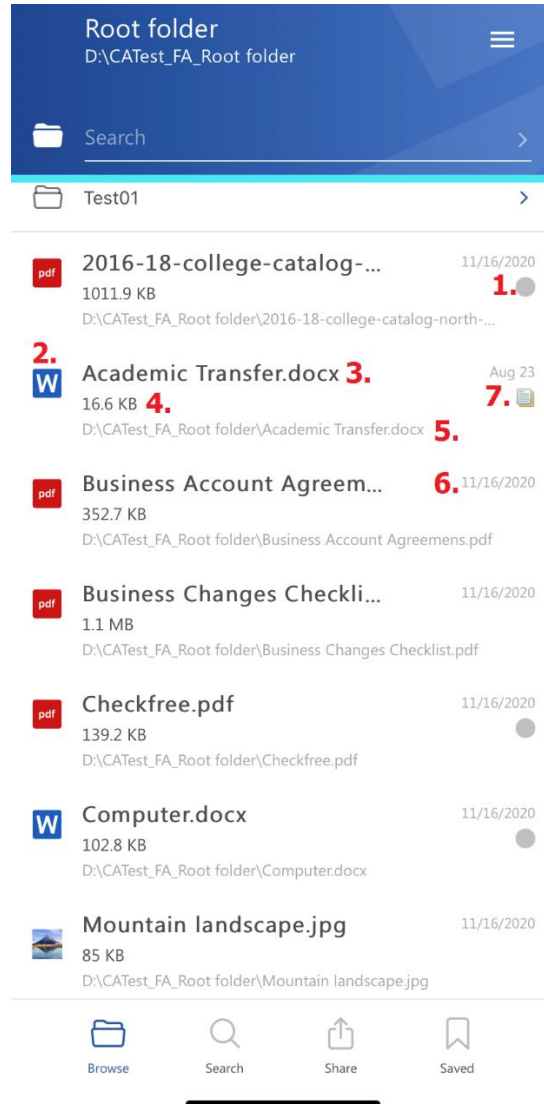 Root folder
D:\CATest_FA_Root folder
Search
Test01
pdf
2016-18-college-catalog-...
11/16/2020
1011.9 KB
1.
D:\CATest_FA_Root folder\2016-18-college-catalog-north-...
2.
W
Academic Transfer.docx 3.
Aug 23
16.6 KB 4.
7.
D:\CATest_FA_Root folder\Academic Transfer.docx 5.
pdf
Business Account Agreem...
6. 11/16/2020
352.7 KB
D:\CATest_FA_Root folder\Business Account Agreemens.pdf
pdf
Business Changes Checkli...
11/16/2020
1.1 MB
D:\CATest_FA_Root folder\Business Changes Checklist.pdf
pdf
Checkfree.pdf
11/16/2020
139.2 KB
D:\CATest_FA_Root folder\Checkfree.pdf
W
Computer.docx
11/16/2020
102.8 KB
D:\CATest_FA_Root folder\Computer.docx
Mountain landscape.jpg
11/16/2020
85 KB
D:\CATest_FA_Root folder\Mountain landscape.jpg
Browse
Search
Share
Saved